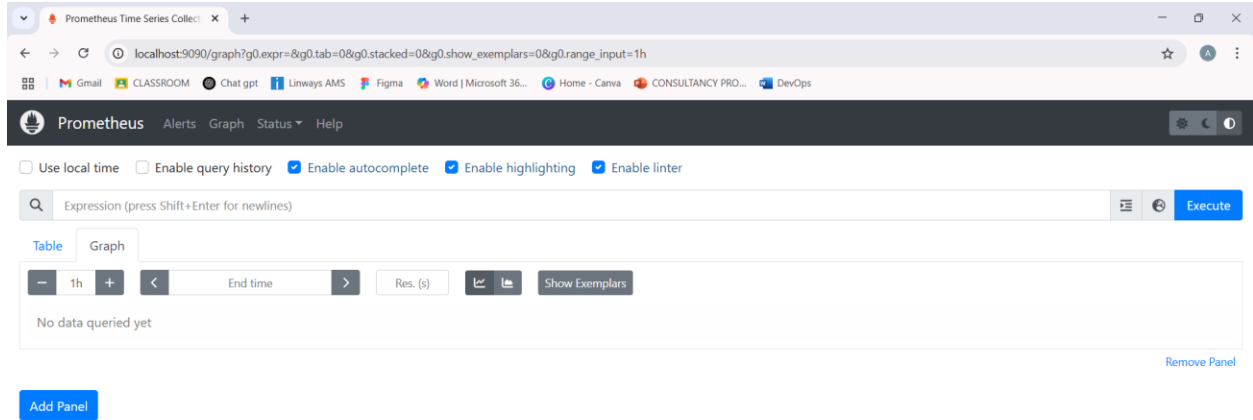 Prometheus Time Series Collect
localhost:9090/graph?g0.expr=&g0.tab=0&g0.stacked=0&g0.show_exemplars=0&g0.range_input=1h
A
Gmail CLASSROOM Chat gpt Linways AMS Figma Word | Microsoft 36... Home - Canva CONSULTANCY PRO... DevOps
Prometheus Alerts Graph Status Help
Use local time Enable query history Enable autocomplete Enable highlighting Enable linter
Expression (press Shift+Enter for newlines) Execute
Table Graph
1h End time Res. (s) Show Exemplars
No data queried yet
Remove Panel
Add Panel